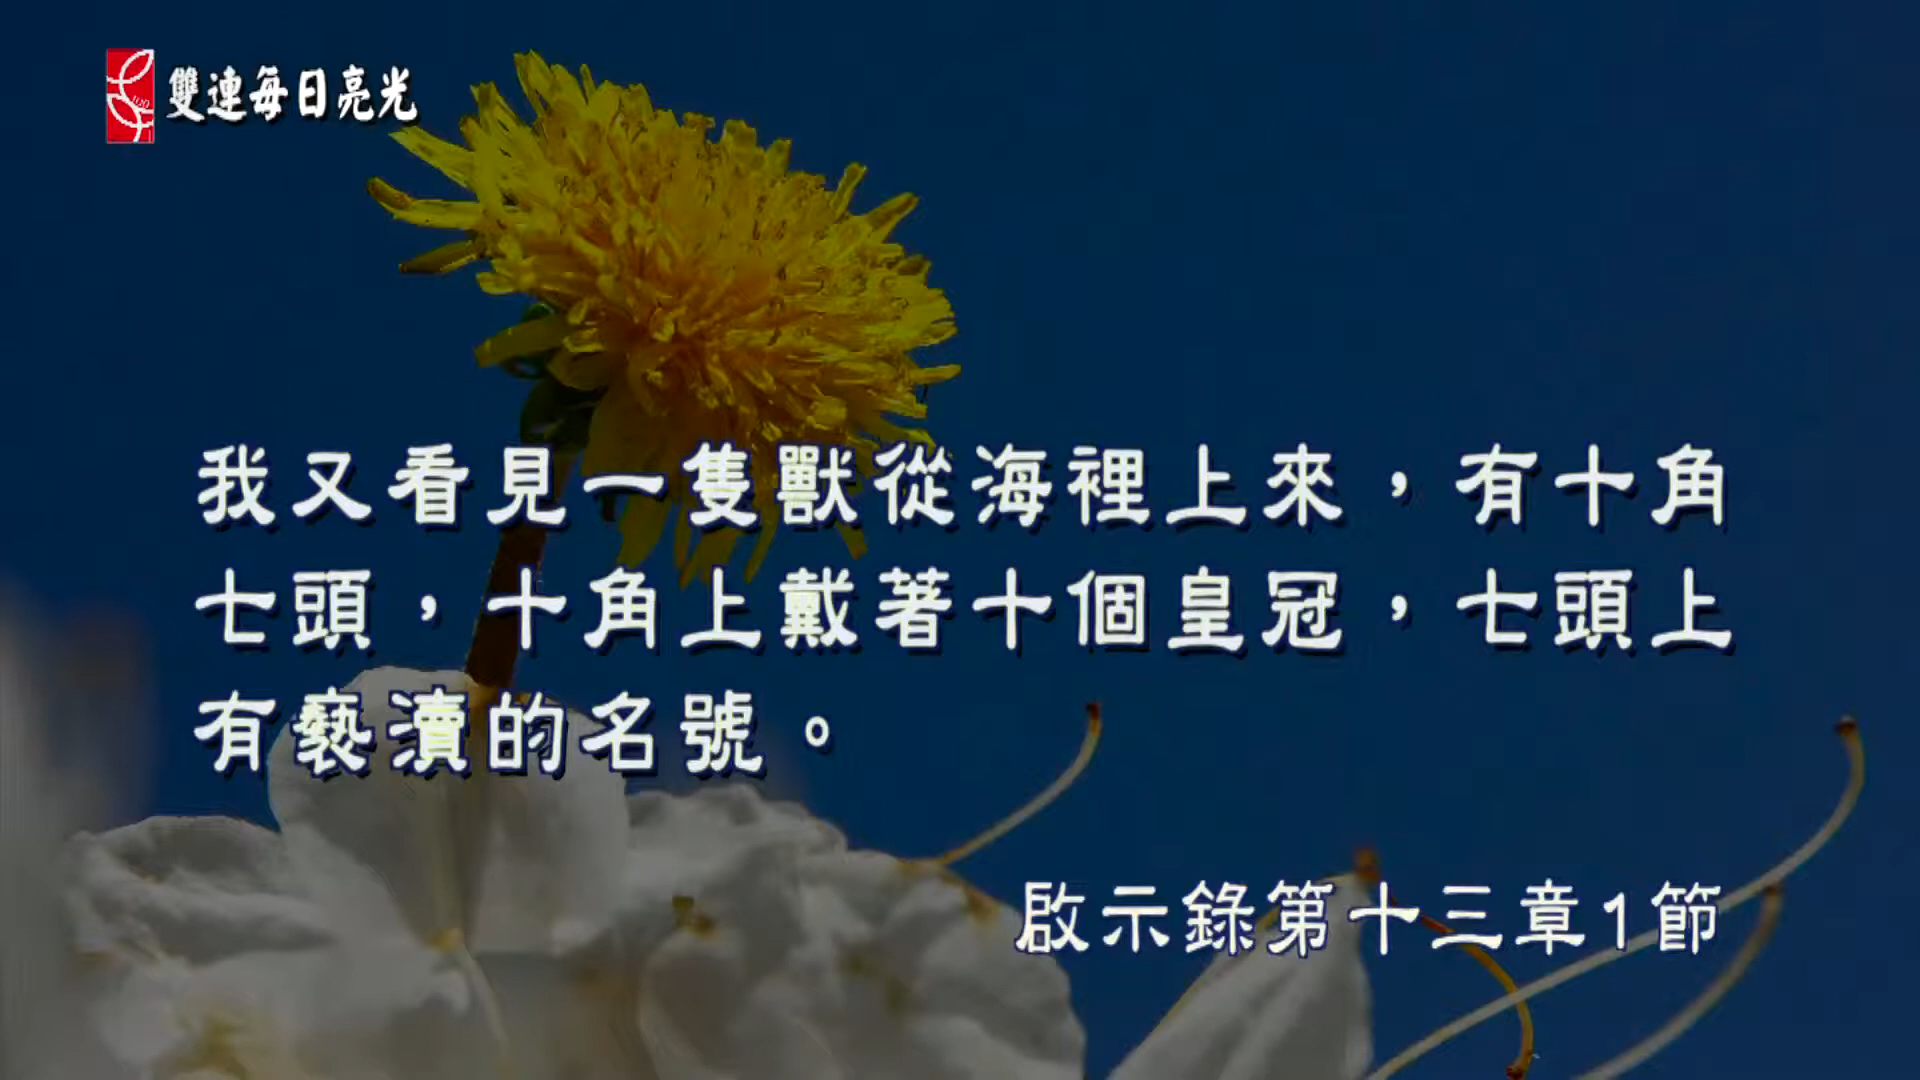 雙連每日亮光
我又看見一隻獸從海裡上來，有十角
七頭，十角上戴著十個皇冠，七頭上
有褻瀆的名號。
啟示錄第十三章1節